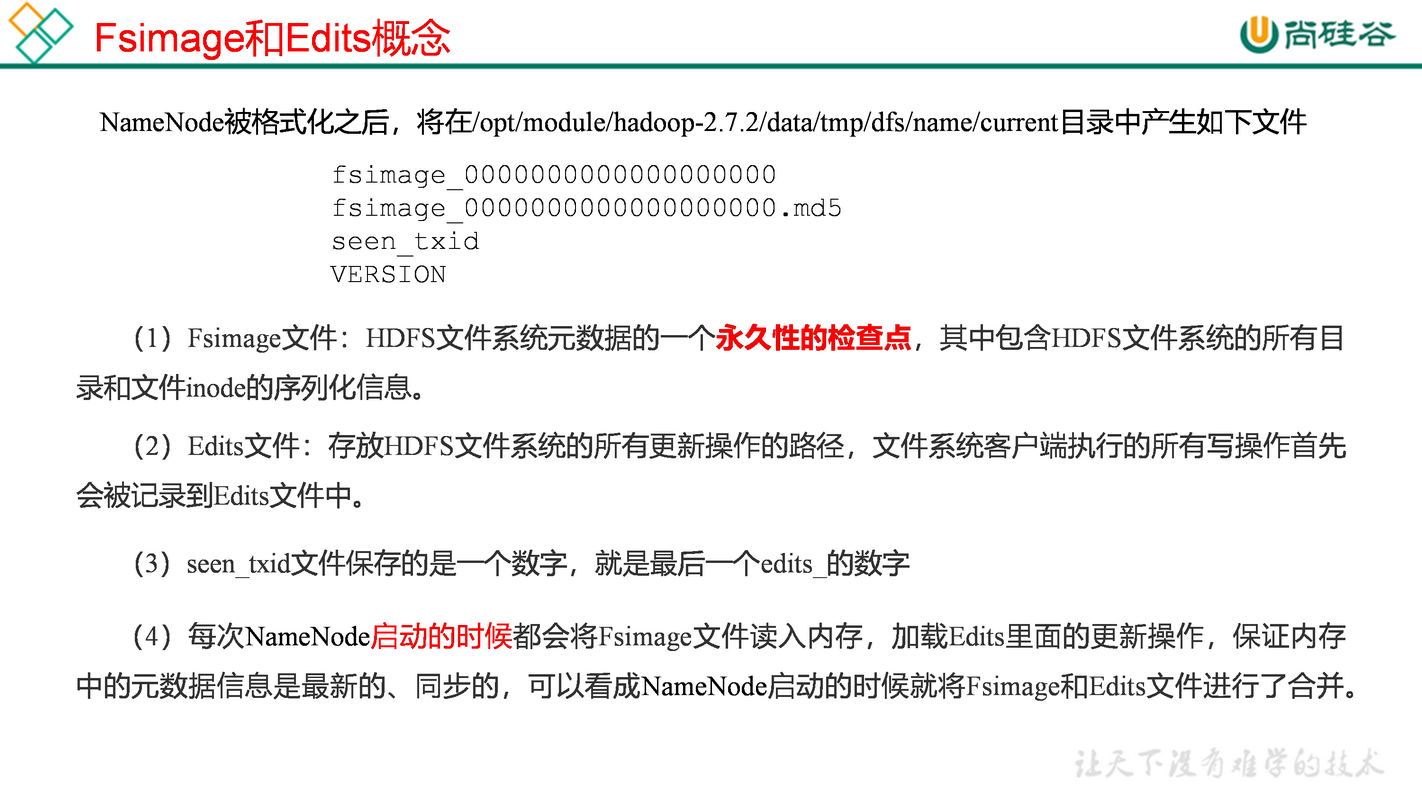 Fsimage和Edits概念
尚硅谷
NameNode被格式化之后，将在/opt/module/hadoop-2.7.2/data/tmp/dfs/name/current目录中产生如下文件
fsimage_0000000000000000000
fsimage_0000000000000000000.md5
seen_txid
VERSION
（1）Fsimage文件：HDFS文件系统元数据的一个永久性的检查点，其中包含HDFS文件系统的所有目
录和文件inode的序列化信息。
（2）Edits文件：存放HDFS文件系统的所有更新操作的路径，文件系统客户端执行的所有写操作首先
会被记录到Edits文件中。
（3）seen_txid文件保存的是一个数字，就是最后一个edits_的数字
（4）每次NameNode启动的时候都会将Fsimage文件读入内存，加载Edits里面的更新操作，保证内存
中的元数据信息是最新的、同步的，可以看成NameNode启动的时候就将Fsimage和Edits文件进行了合并。
让天下没有难学的技术